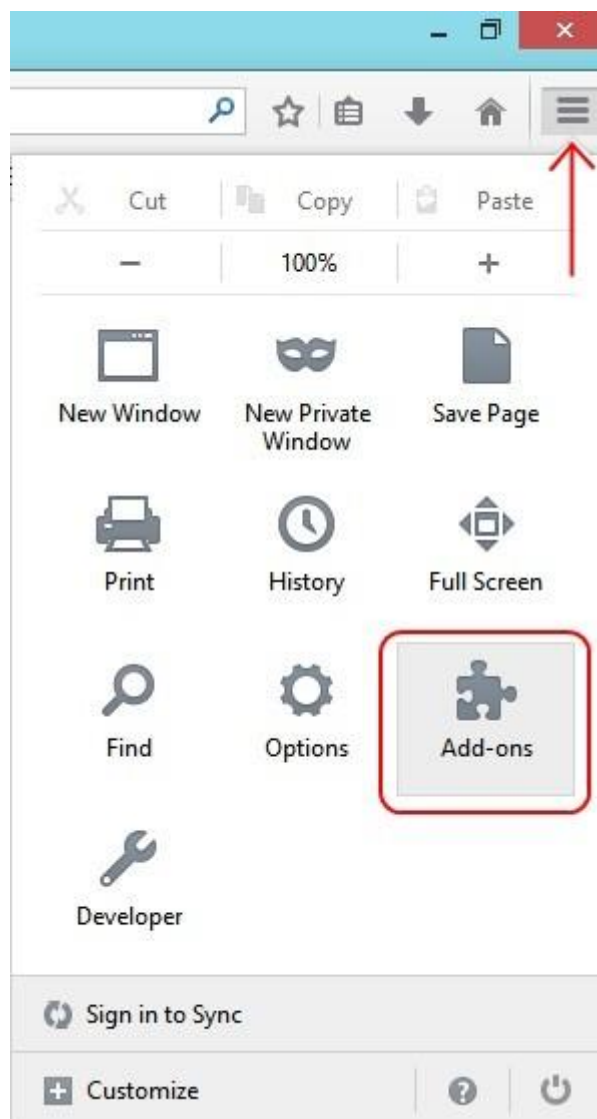 Cut Copy Paste
100%
New Window New Private Window Save Page
Print History Full Screen
Find Options Add-ons
Developer
Sign in to Sync
Customize